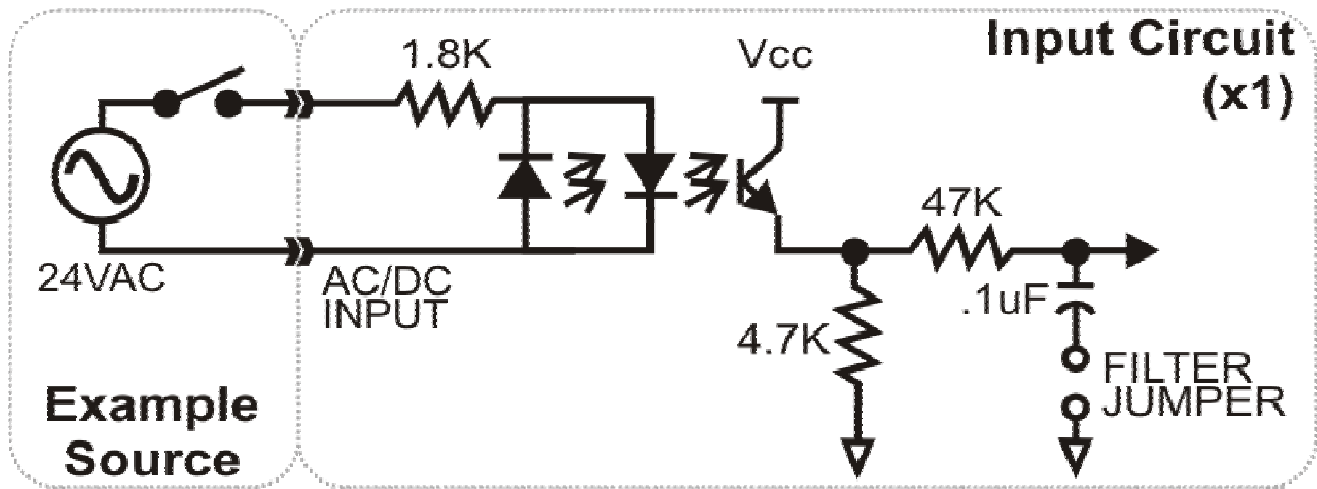 1.8K
Vcc
Input Circuit
(x1)
47K
24VAC
AC/DC
INPUT
.1uF
4.7K
FILTER
JUMPER
Example
Source